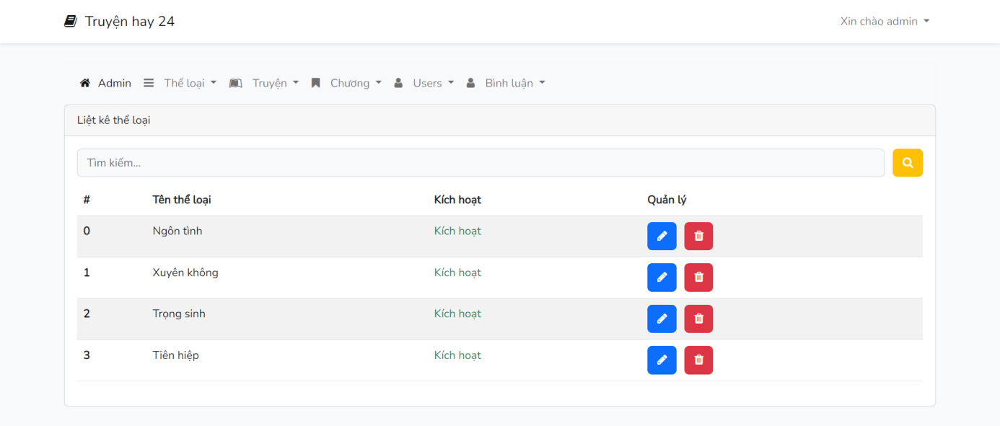 Truyện hay 24 Xin chào admin
Admin Thể loại Truyện Chương Users Bình luận
Liệt kê thể loại
Tìm kiếm...
# Tên thể loại Kích hoạt Quản lý
0 Ngôn tình Kích hoạt
1 Xuyên không Kích hoạt
2 Trọng sinh Kích hoạt
3 Tiên hiệp Kích hoạt